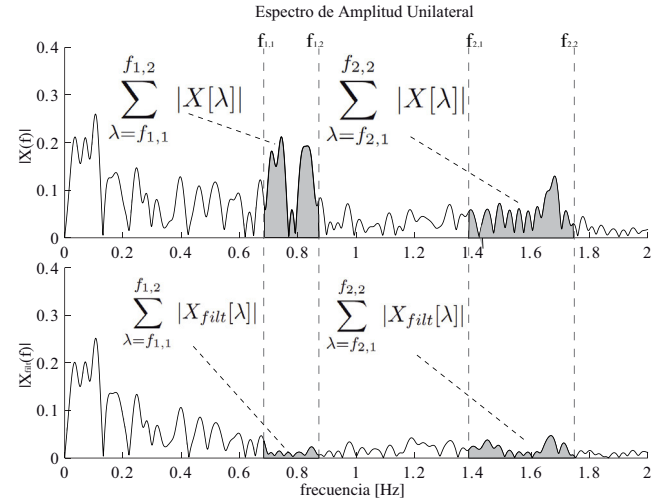 Espectro de Amplitud Unilateral
f1,1 f1,2 f2,1 f2,2
0.4
0.3
0.2
0.1
0
|X(f)|
f1,2
∑ |X[λ]|
λ=f1,1
f2,2
∑ |X[λ]|
λ=f2,1
0 0.2 0.4 0.6 0.8 1 1.2 1.4 1.6 1.8 2
0.4
0.3
0.2
0.1
0
|Xfilt(f)|
f1,2
∑ |Xfilt[λ]|
λ=f1,1
f2,2
∑ |Xfilt[λ]|
λ=f2,1
0 0.2 0.4 0.6 0.8 1 1.2 1.4 1.6 1.8 2
frecuencia [Hz]